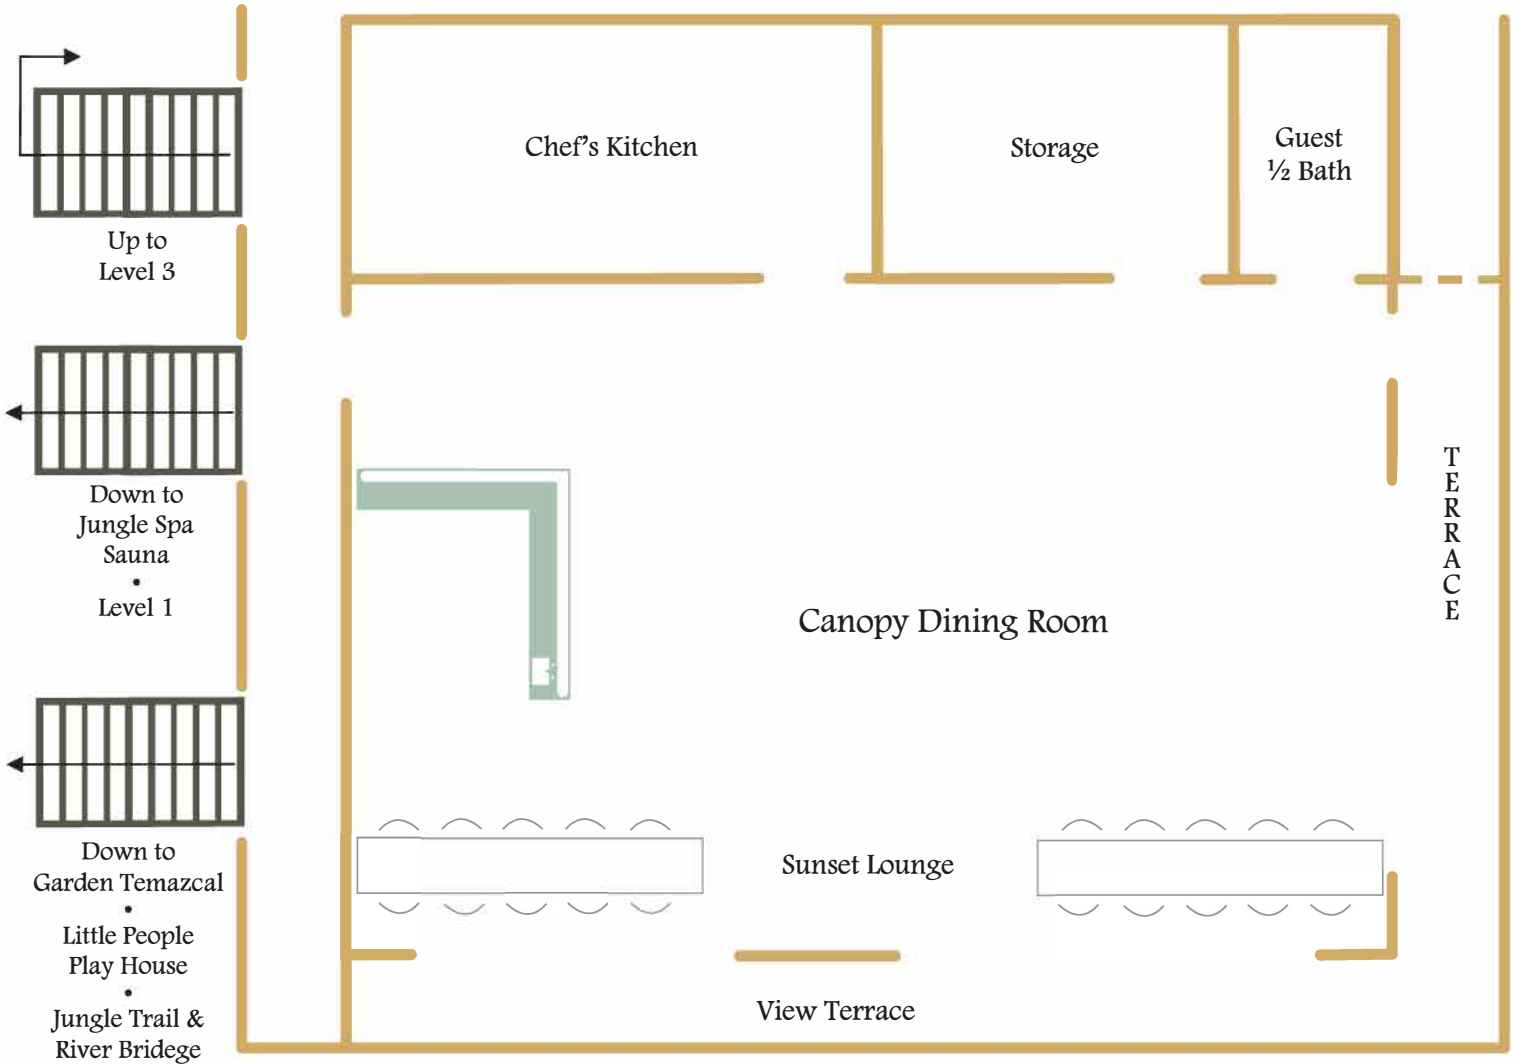 Chef's Kitchen
Storage
Guest
½ Bath
Up to
Level 3
Down to
Jungle Spa
Sauna
•
Level 1
TERRACE
Canopy Dining Room
Sunset Lounge
Down to
Garden Temazcal
•
Little People
Play House
•
Jungle Trail &
River Bridege
View Terrace